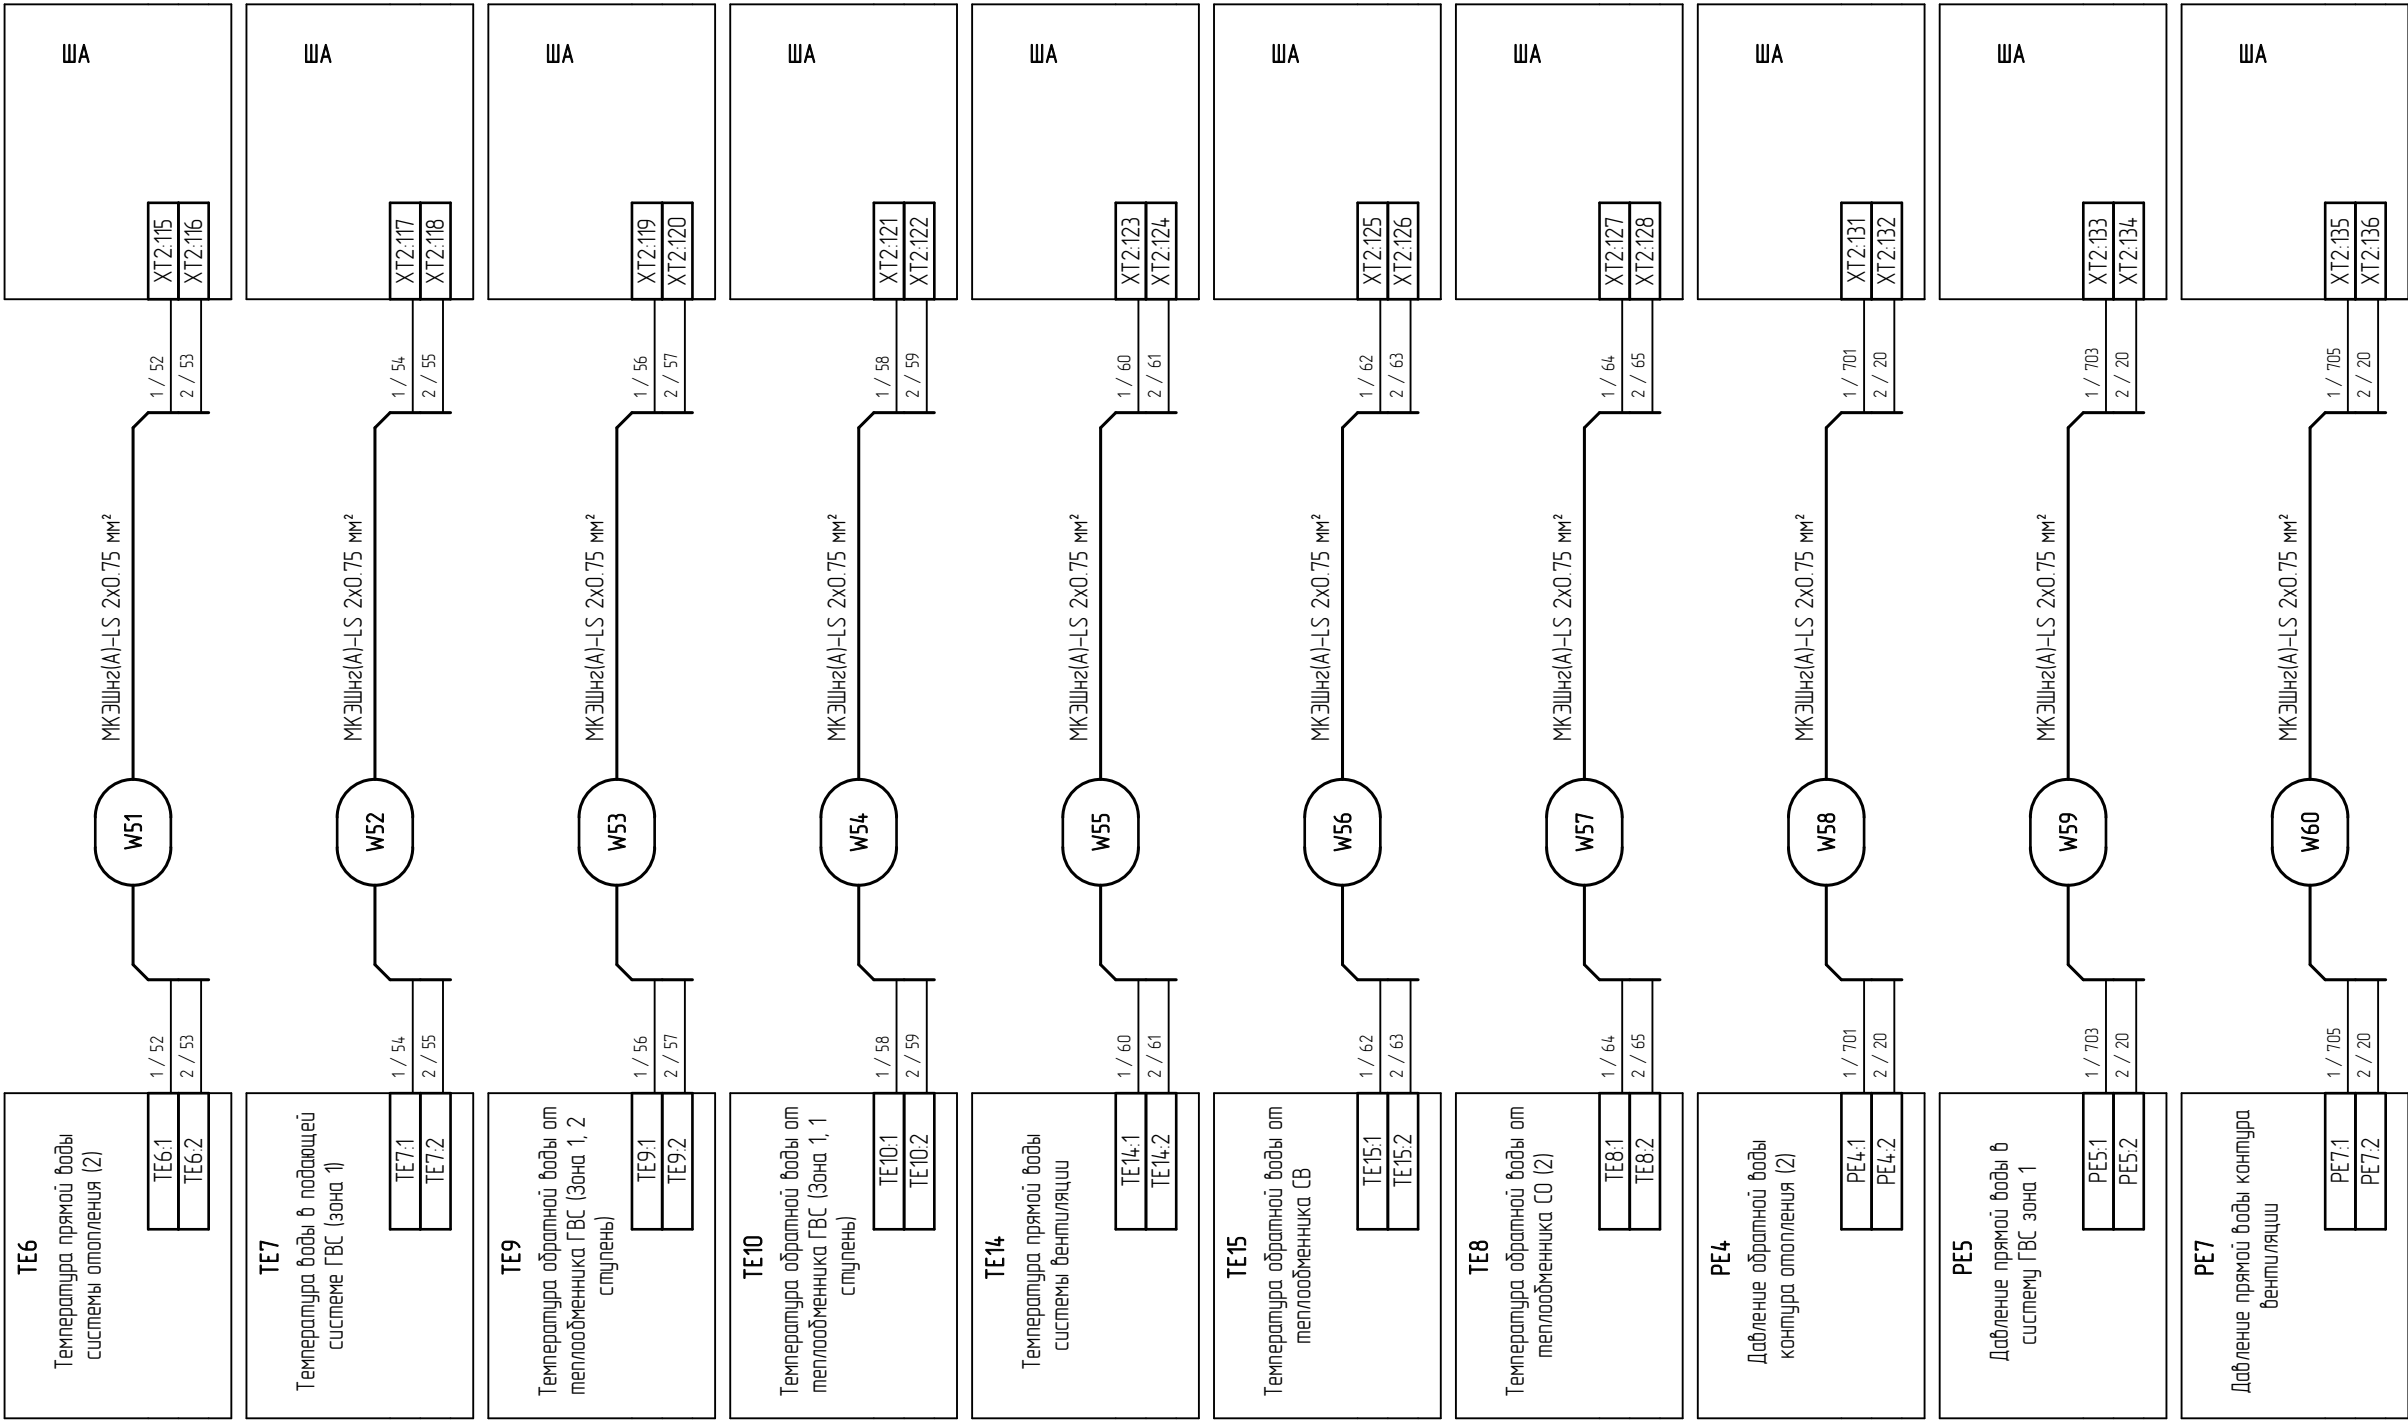 TE6
Температура прямой воды
системы отопления (2)
TE6:1
TE6:2
1 / 52
2 / 53
W51
МКЭШнг(А)-LS 2x0.75 мм²
1 / 52
2 / 53
XT2:115
XT2:116
ША
TE7
Температура воды в подающей
системе ГВС (зона 1)
TE7:1
TE7:2
1 / 54
2 / 55
W52
МКЭШнг(А)-LS 2x0.75 мм²
1 / 54
2 / 55
XT2:117
XT2:118
ША
TE9
Температура обратной воды от
теплообменника ГВС (Зона 1, 2
ступень)
TE9:1
TE9:2
1 / 56
2 / 57
W53
МКЭШнг(А)-LS 2x0.75 мм²
1 / 56
2 / 57
XT2:119
XT2:120
ША
TE10
Температура обратной воды от
теплообменника ГВС (Зона 1, 1
ступень)
TE10:1
TE10:2
1 / 58
2 / 59
W54
МКЭШнг(А)-LS 2x0.75 мм²
1 / 58
2 / 59
XT2:121
XT2:122
ША
TE14
Температура прямой воды
системы вентиляции
TE14:1
TE14:2
1 / 60
2 / 61
W55
МКЭШнг(А)-LS 2x0.75 мм²
1 / 60
2 / 61
XT2:123
XT2:124
ША
TE15
Температура обратной воды от
теплообменника СВ
TE15:1
TE15:2
1 / 62
2 / 63
W56
МКЭШнг(А)-LS 2x0.75 мм²
1 / 62
2 / 63
XT2:125
XT2:126
ША
TE8
Температура обратной воды от
теплообменника СО (2)
TE8:1
TE8:2
1 / 64
2 / 65
W57
МКЭШнг(А)-LS 2x0.75 мм²
1 / 64
2 / 65
XT2:127
XT2:128
ША
PE4
Давление обратной воды
контура отопления (2)
PE4:1
PE4:2
1 / 701
2 / 20
W58
МКЭШнг(А)-LS 2x0.75 мм²
1 / 701
2 / 20
XT2:131
XT2:132
ША
PE5
Давление прямой воды в
систему ГВС зона 1
PE5:1
PE5:2
1 / 703
2 / 20
W59
МКЭШнг(А)-LS 2x0.75 мм²
1 / 703
2 / 20
XT2:133
XT2:134
ША
PE7
Давление прямой воды контура
вентиляции
PE7:1
PE7:2
1 / 705
2 / 20
W60
МКЭШнг(А)-LS 2x0.75 мм²
1 / 705
2 / 20
XT2:135
XT2:136
ША